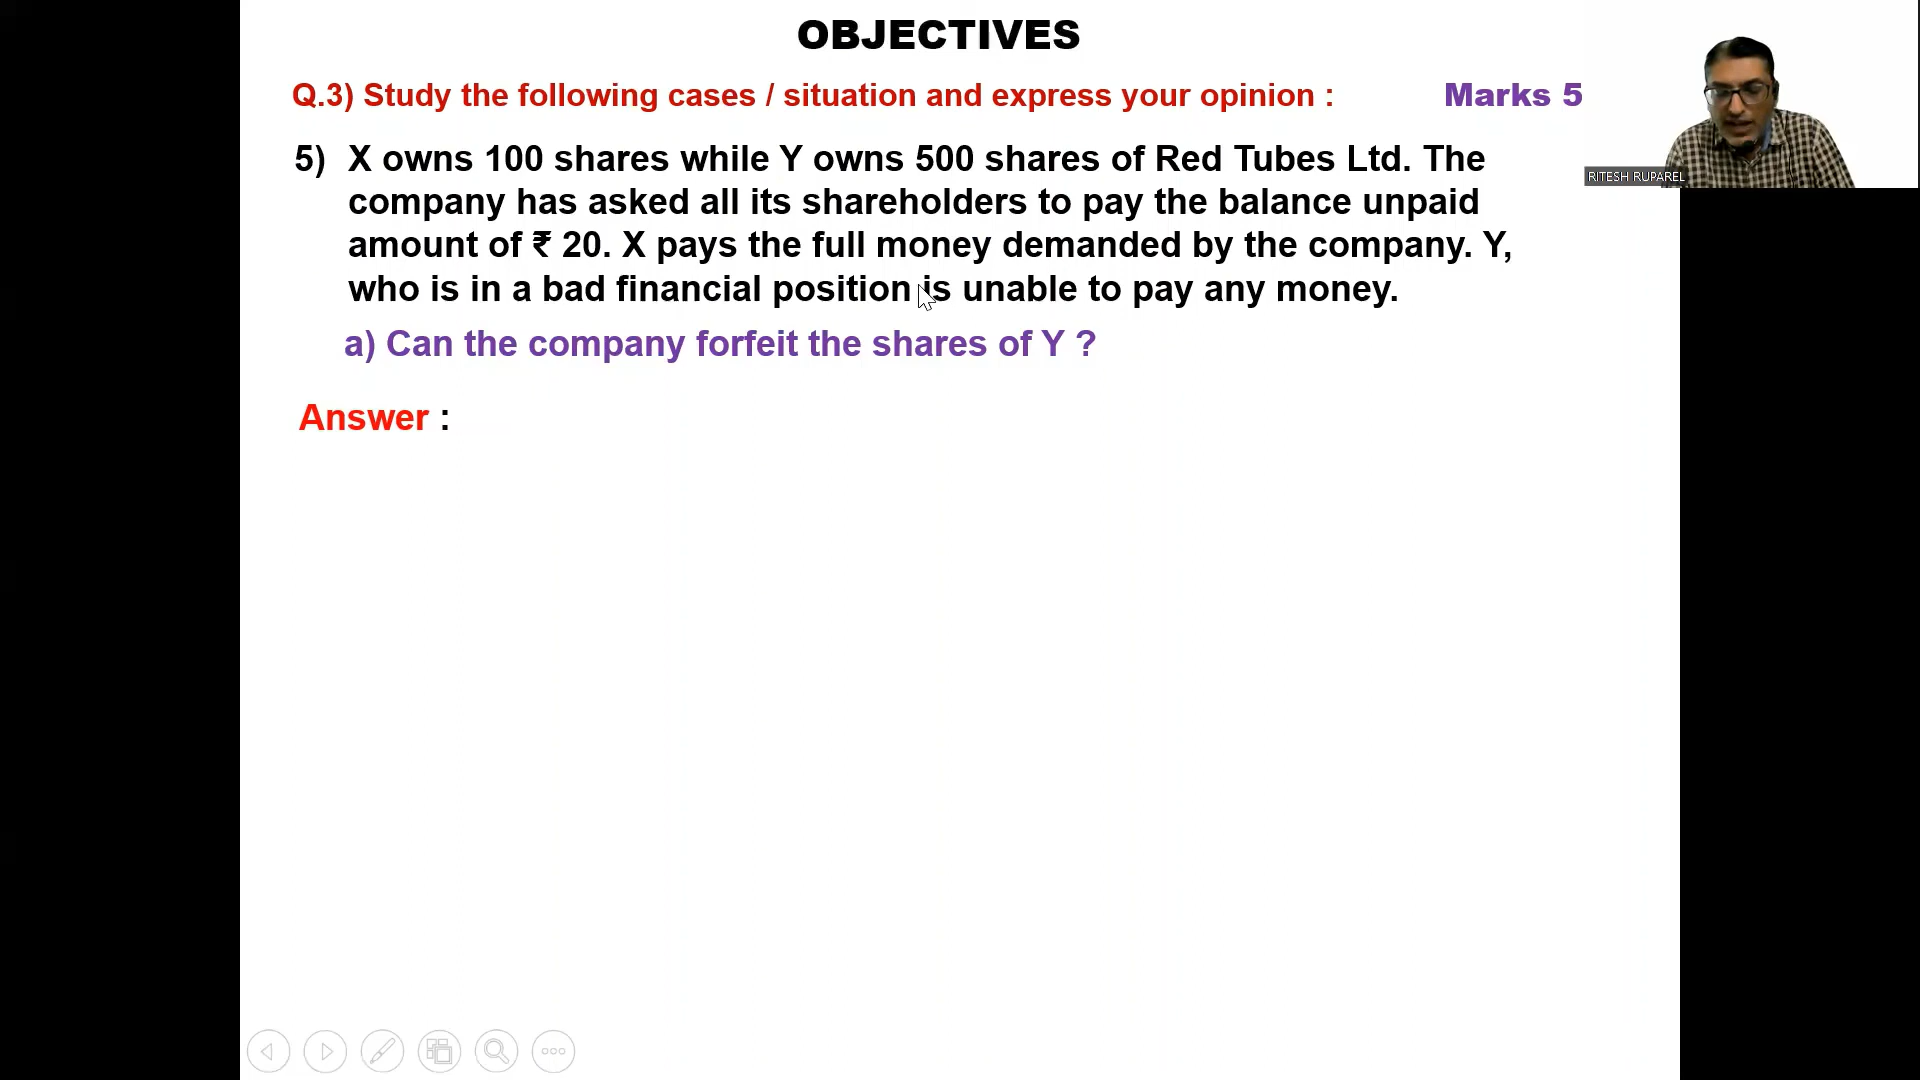 OBJECTIVES
Q.3) Study the following cases / situation and express your opinion : Marks 5
5) X owns 100 shares while Y owns 500 shares of Red Tubes Ltd. The
company has asked all its shareholders to pay the balance unpaid
amount of ₹ 20. X pays the full money demanded by the company. Y,
who is in a bad financial position is unable to pay any money.
a) Can the company forfeit the shares of Y ?
Answer :
RITESH RUPAREL